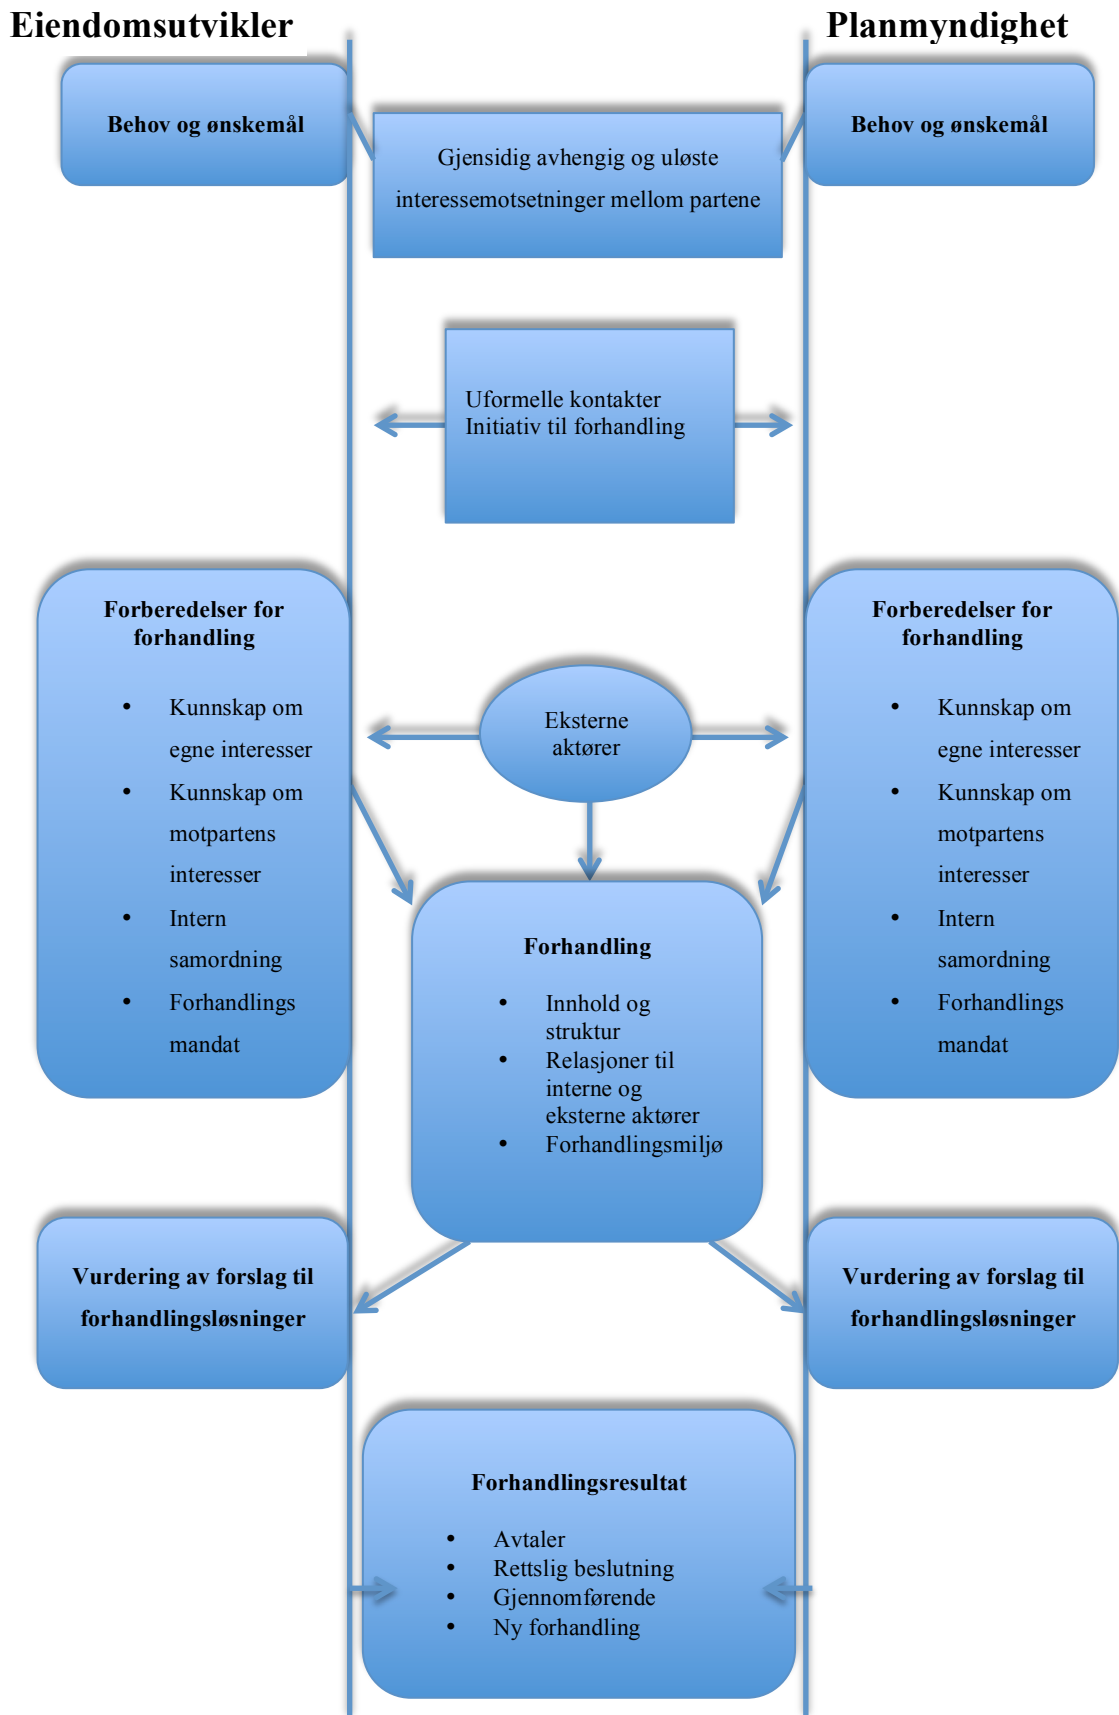 Eiendomsutvikler
Planmyndighet
Behov og ønskemål
Behov og ønskemål
Gjensidig avhengig og uløste
interessemotsetninger mellom partene
Uformelle kontakter
Initiativ til forhandling
Forberedelser for
forhandling
• Kunnskap om
egne interesser
• Kunnskap om
motpartens
interesser
• Intern
samordning
• Forhandlings
mandat
Forberedelser for
forhandling
• Kunnskap om
egne interesser
• Kunnskap om
motpartens
interesser
• Intern
samordning
• Forhandlings
mandat
Eksterne
aktører
Forhandling
• Innhold og
struktur
• Relasjoner til
interne og
eksterne aktører
• Forhandlingsmiljø
Vurdering av forslag til
forhandlingsløsninger
Vurdering av forslag til
forhandlingsløsninger
Forhandlingsresultat
• Avtaler
• Rettslig beslutning
• Gjennomførende
• Ny forhandling